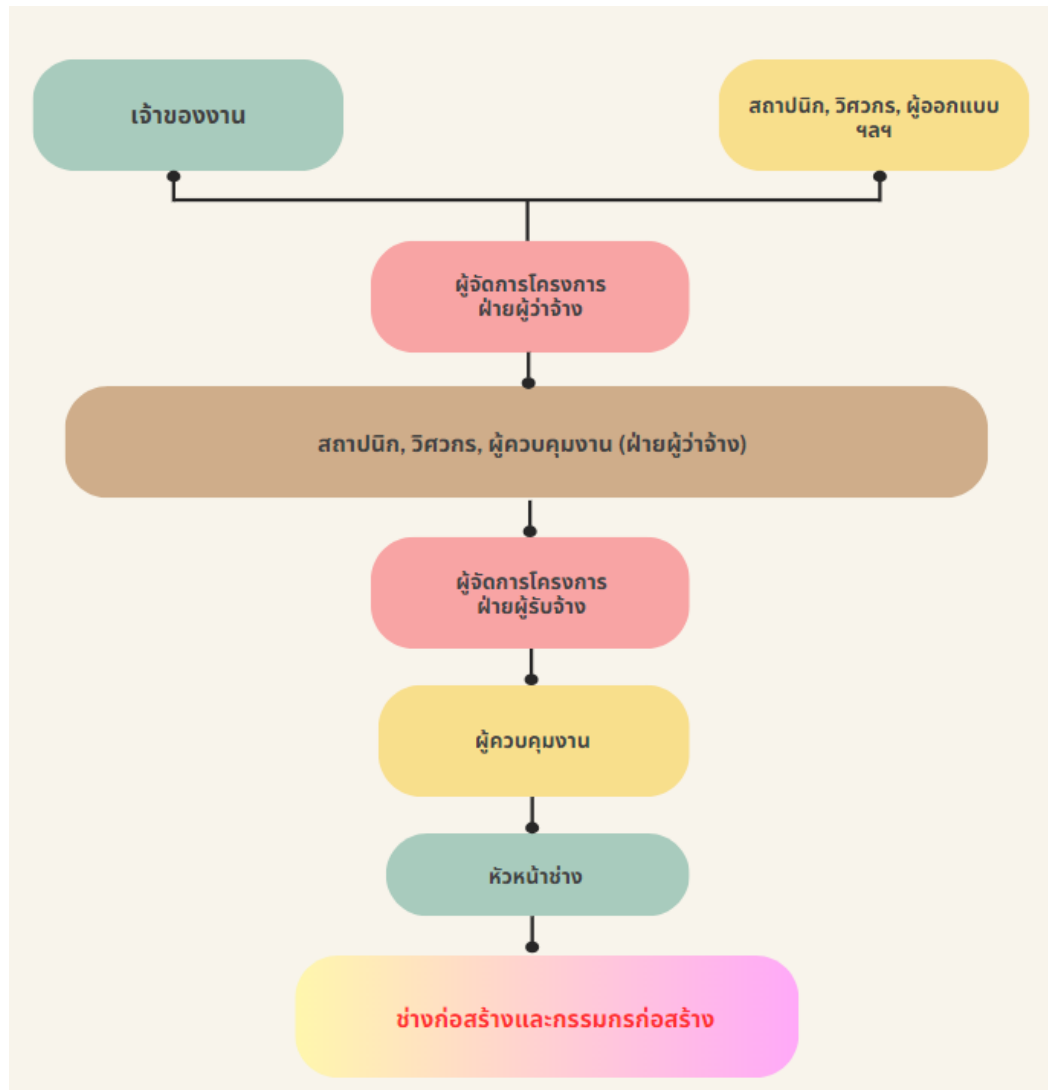 เจ้าของงาน
สถาปนิก, วิศวกร, ผู้ออกแบบ
ฯลฯ
ผู้จัดการโครงการ
ฝ่ายผู้ว่าจ้าง
สถาปนิก, วิศวกร, ผู้ควบคุมงาน (ฝ่ายผู้ว่าจ้าง)
ผู้จัดการโครงการ
ฝ่ายผู้รับจ้าง
ผู้ควบคุมงาน
หัวหน้าช่าง
ช่างก่อสร้างและกรรมกรก่อสร้าง